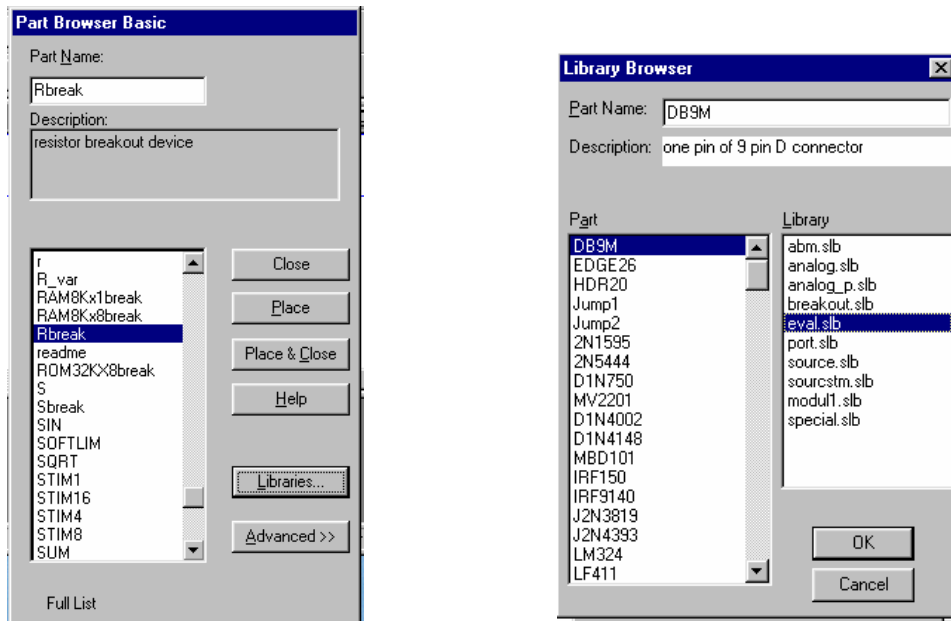 Part Browser Basic
Part Name:
Rbreak
Description:
resistor breakout device
r
R_var
RAM8Kx1break
RAM8Kx8break
Rbreak
readme
ROM32KX8break
S
Sbreak
SIN
SOFTLIM
SQRT
STIM1
STIM16
STIM4
STIM8
SUM
Close
Place
Place & Close
Help
Libraries...
Advanced >>
Full List
Library Browser
Part Name: DB9M
Description: one pin of 9 pin D connector
Part
DB9M
EDGE26
HDR20
Jump1
Jump2
2N1595
2N5444
D1N750
MV2201
D1N4002
D1N4148
MBD101
IRF150
IRF9140
J2N3819
J2N4393
LM324
LF411
Library
abm.slb
analog.slb
analog_p.slb
breakout.slb
eval.slb
port.slb
source.slb
sourcstm.slb
modul1.slb
special.slb
OK
Cancel